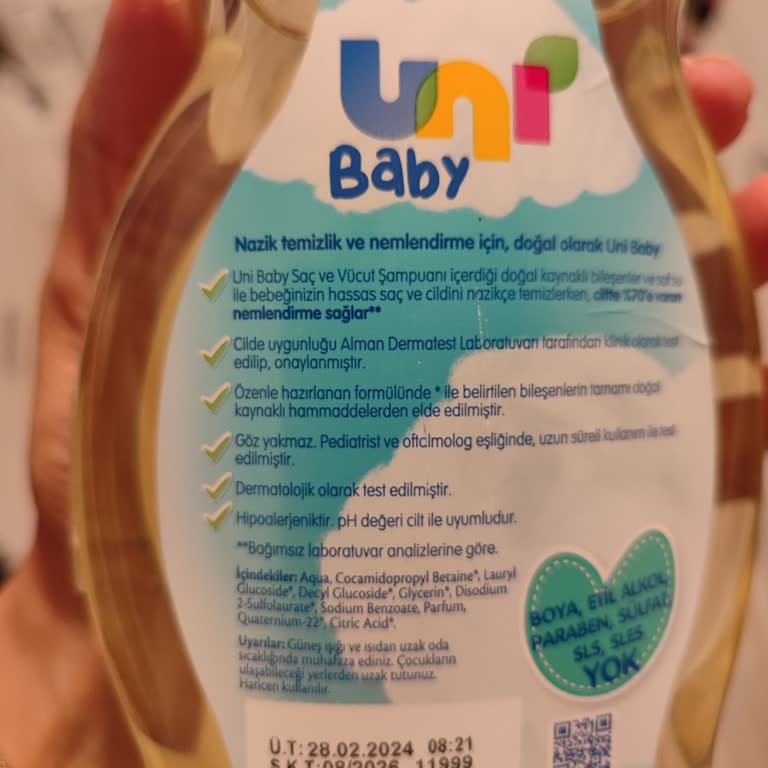 uni
Baby
Nazik temizlik ve nemlendirme için, doğal olarak Uni Baby
Uni Baby Saç ve Vücut Şampuanı içerdiği doğal kaynaklı bileşenler ve saf su
ile bebeğinizin hassas saç ve cildini nazikçe temizlerken, ciltte %70'e varan
nemlendirme sağlar**
Cilde uygunluğu Alman Dermatest Laboratuvarı tarafından klinik olarak test
edilip, onaylanmıştır.
Özenle hazırlanan formülünde * ile belirtilen bileşenlerin tamamı doğal
kaynaklı hammaddelerden elde edilmiştir.
Göz yakmaz. Pediatrist ve oftolmolog eşliğinde, uzun süreli kullanım ile test
edilmiştir.
Dermatolojik olarak test edilmiştir.
Hipoalerjeniktir. pH değeri cilt ile uyumludur.
**Bağımsız laboratuvar analizlerine göre.
İçindekiler: Aqua, Cocamidopropyl Betaine*, Lauryl
Glucoside*, Decyl Glucoside*, Glycerin*, Disodium
2-Sulfolaurate*, Sodium Benzoate, Parfum,
Quaternium-22*, Citric Acid*.
Uyarılar: Güneş ışığı ve ısıdan uzak oda
sıcaklığında muhafaza ediniz. Çocukların
ulaşabileceği yerlerden uzak tutunuz.
Haricen kullanılır.
BOYA, ETİL ALKOL,
PARABEN, SÜLFAT,
SLS, SLES
YOK
Ü.T: 28.02.2024 08:21
S.K.T:08/2026 11999